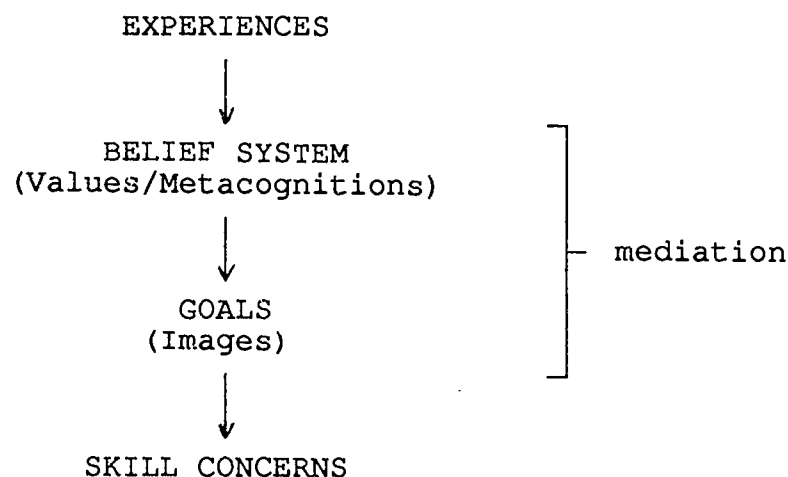 EXPERIENCES
BELIEF SYSTEM
(Values/Metacognitions)
mediation
GOALS
(Images)
SKILL CONCERNS